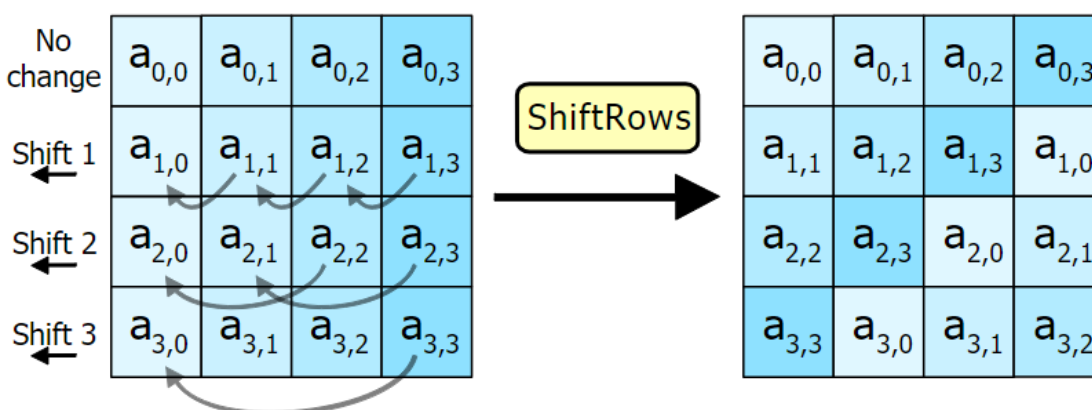 No
change
a0,0 a0,1 a0,2 a0,3
Shift 1
a1,0 a1,1 a1,2 a1,3
Shift 2
a2,0 a2,1 a2,2 a2,3
Shift 3
a3,0 a3,1 a3,2 a3,3
ShiftRows
a0,0 a0,1 a0,2 a0,3
a1,1 a1,2 a1,3 a1,0
a2,2 a2,3 a2,0 a2,1
a3,3 a3,0 a3,1 a3,2